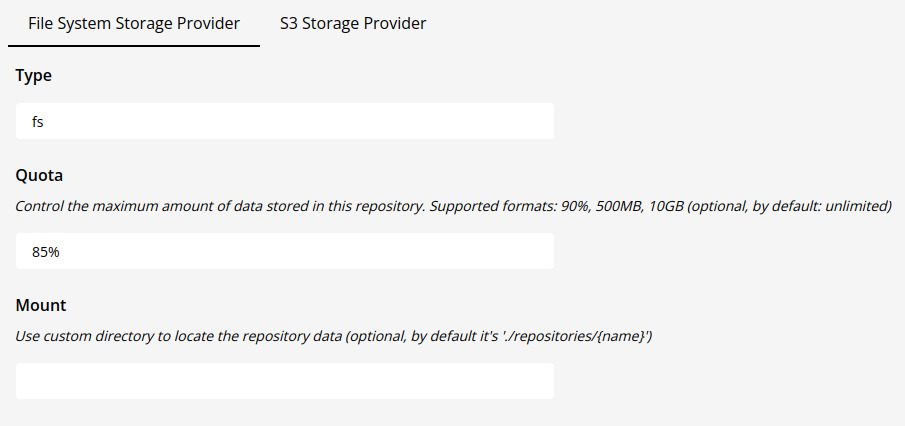 File System Storage Provider S3 Storage Provider
Type
fs
Quota
Control the maximum amount of data stored in this repository. Supported formats: 90%, 500MB, 10GB (optional, by default: unlimited)
85%
Mount
Use custom directory to locate the repository data (optional, by default it's './repositories/{name}')